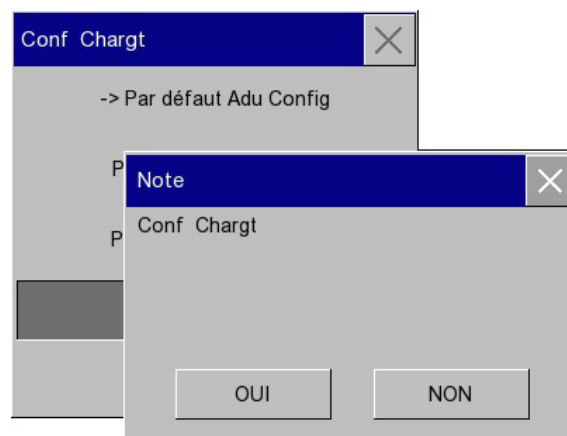 Conf Chargt
-> Par défaut Adu Config
P
Note
P
Conf Chargt
OUI
NON